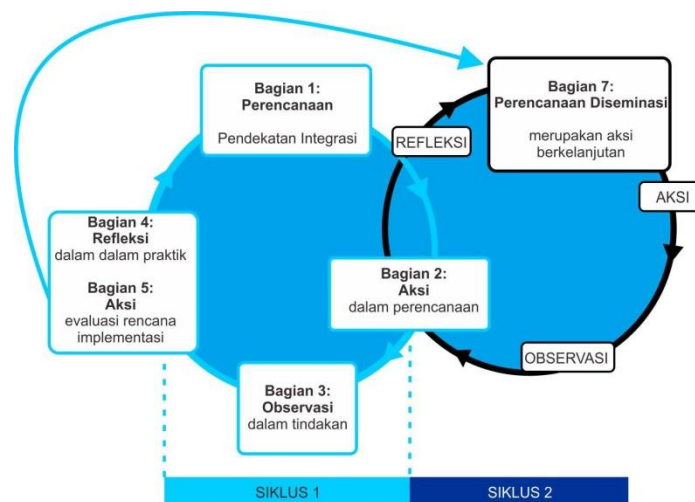 Bagian 1:
Perencanaan
Pendekatan Integrasi
Bagian 7:
Perencanaan Diseminasi
merupakan aksi
berkelanjutan
REFLEKSI
AKSI
Bagian 4:
Refleksi
dalam dalam praktik
Bagian 5:
Aksi
evaluasi rencana
implementasi
Bagian 2:
Aksi
dalam perencanaan
OBSERVASI
Bagian 3:
Observasi
dalam tindakan
SIKLUS 1
SIKLUS 2